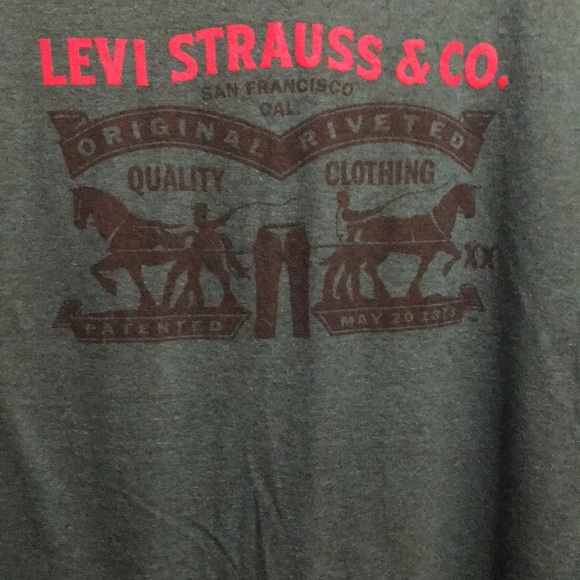 LEVI STRAUSS & CO.
SAN FRANCISCO
CAL.
ORIGINAL RIVETED
QUALITY CLOTHING
XX
PATENTED MAY 20 1873